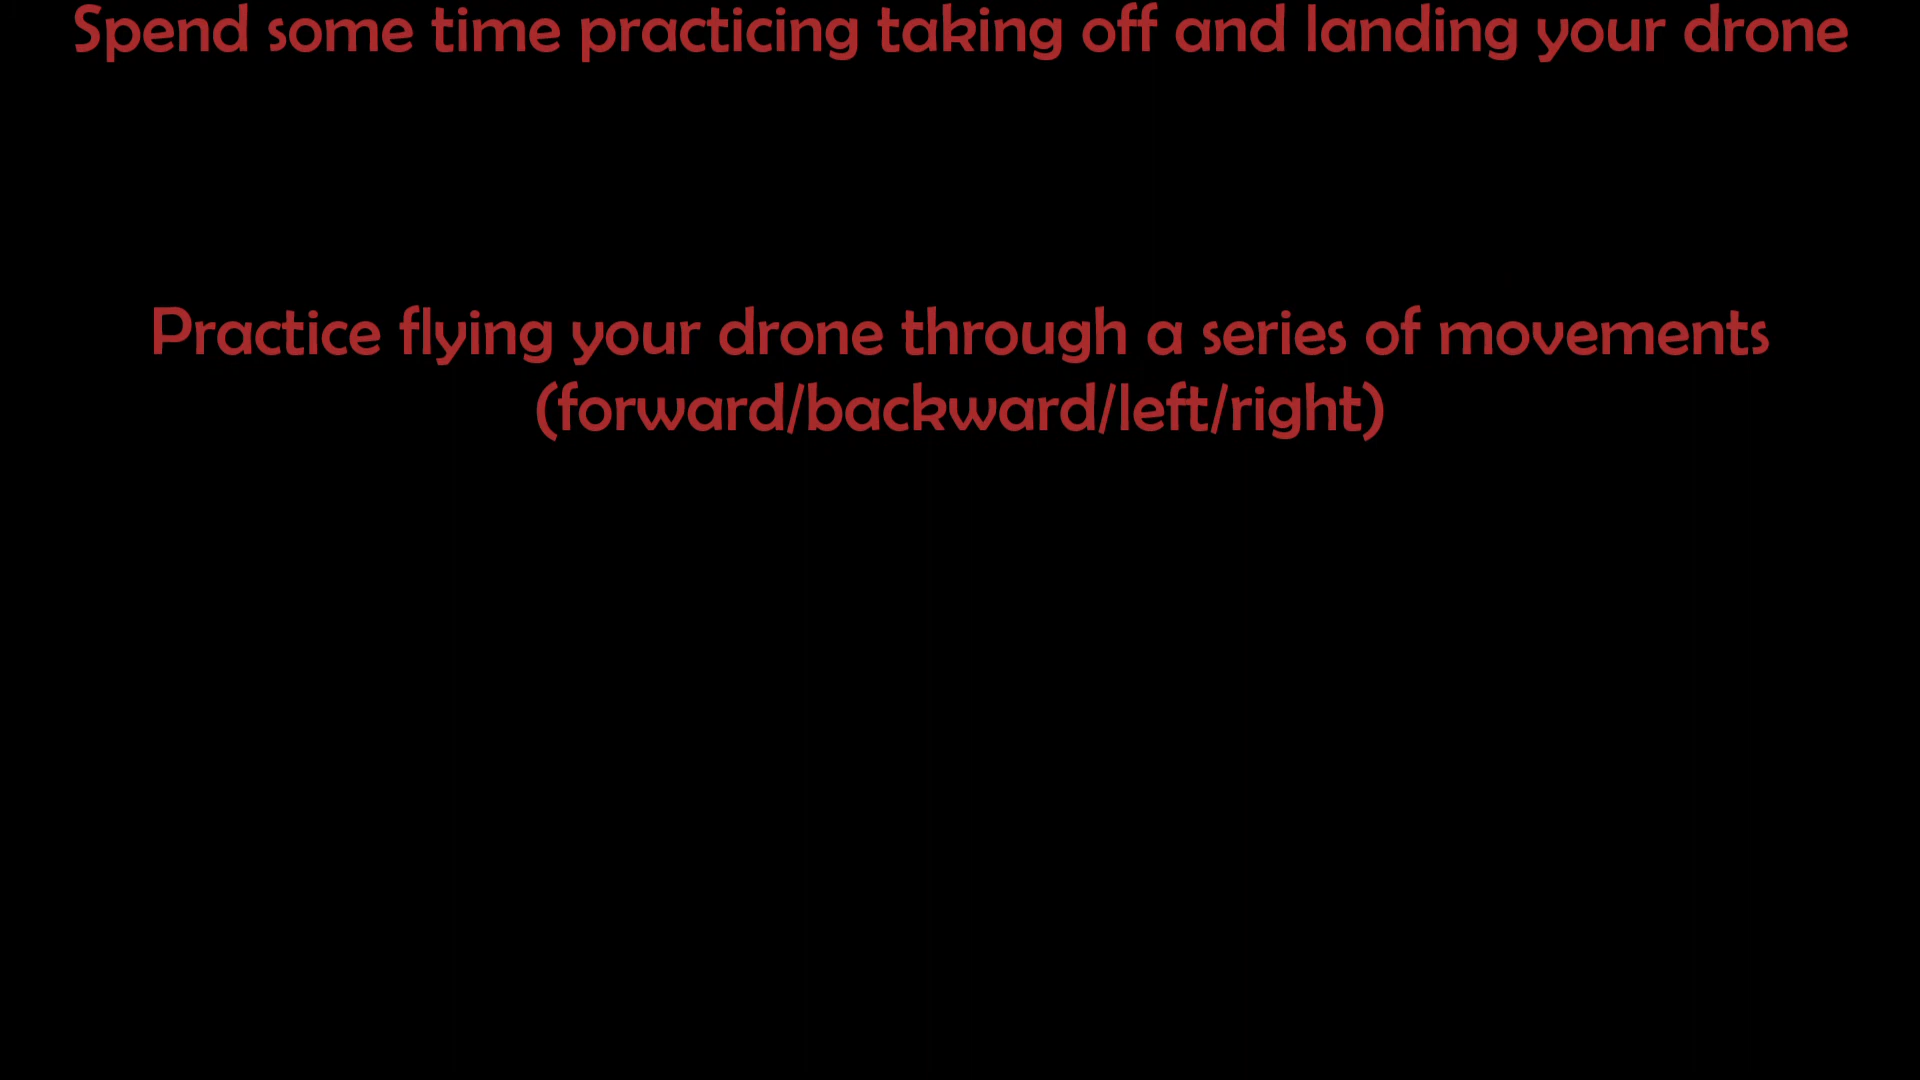 Spend some time practicing taking off and landing your drone
Practice flying your drone through a series of movements
(forward/backward/left/right)